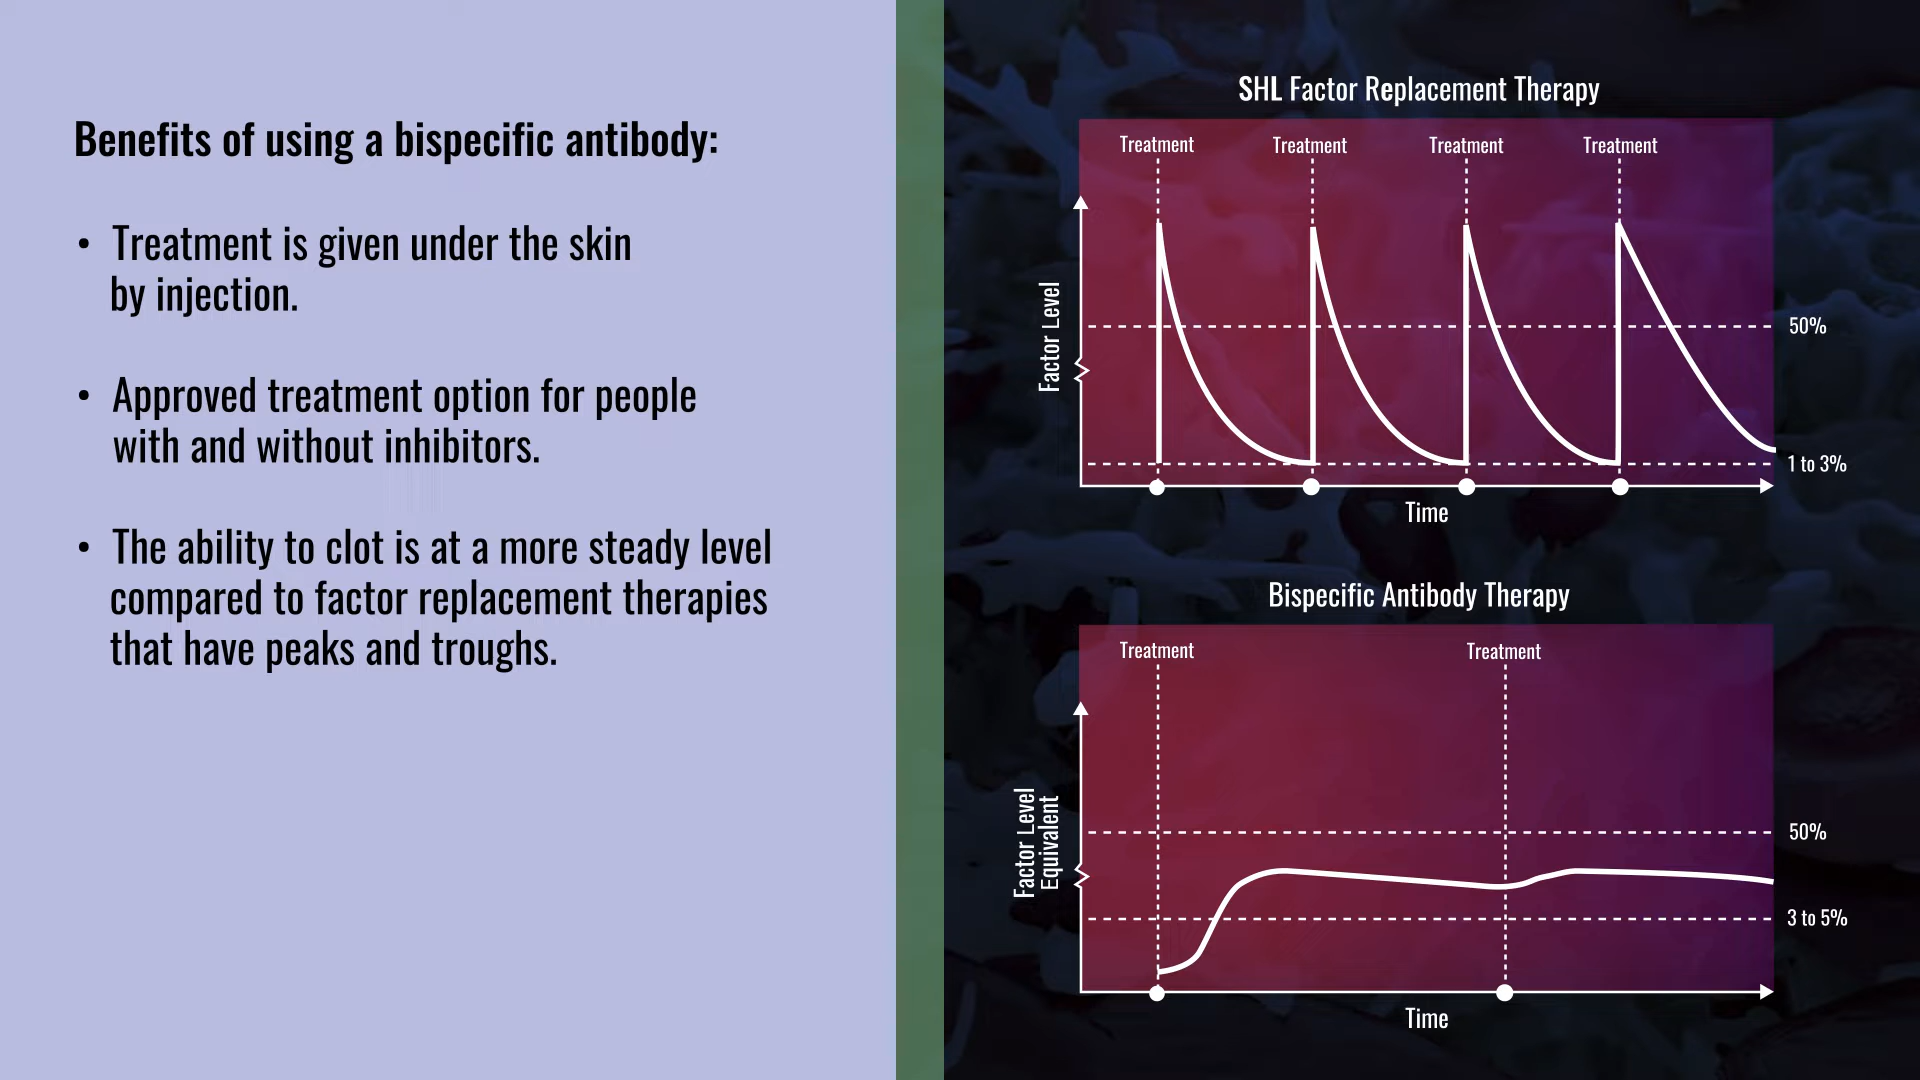 Benefits of using a bispecific antibody:
• Treatment is given under the skin
by injection.
• Approved treatment option for people
with and without inhibitors.
• The ability to clot is at a more steady level
compared to factor replacement therapies
that have peaks and troughs.
SHL Factor Replacement Therapy
Treatment Treatment Treatment Treatment
Factor Level
50%
1 to 3%
Time
Bispecific Antibody Therapy
Treatment Treatment
Factor Level
Equivalent
50%
3 to 5%
Time